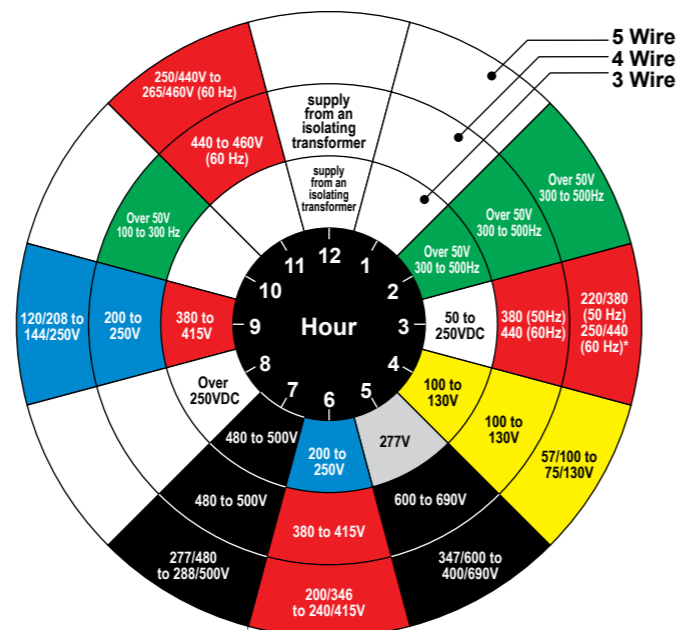 5 Wire
4 Wire
3 Wire
250/440V to
265/460V (60 Hz)
440 to 460V
(60 Hz)
supply
from an
isolating
transformer
supply
from an
isolating
transformer
Over 50V
300 to 500Hz
Over 50V
300 to 500Hz
Over 50V
300 to 500Hz
Over 50V
100 to 300 Hz
12
1
2
3
4
5
6
7
8
9
10
11
Hour
120/208 to
144/250V
200 to
250V
380 to
415V
50 to
250VDC
380 (50Hz)
440 (60Hz)
220/380
(50 Hz)
250/440
(60 Hz)*
Over
250VDC
100 to
130V
100 to
130V
57/100 to
75/130V
480 to 500V
480 to 500V
277/480
to 288/500V
200 to
250V
380 to 415V
200/346
to 240/415V
277V
600 to 690V
347/600 to
400/690V